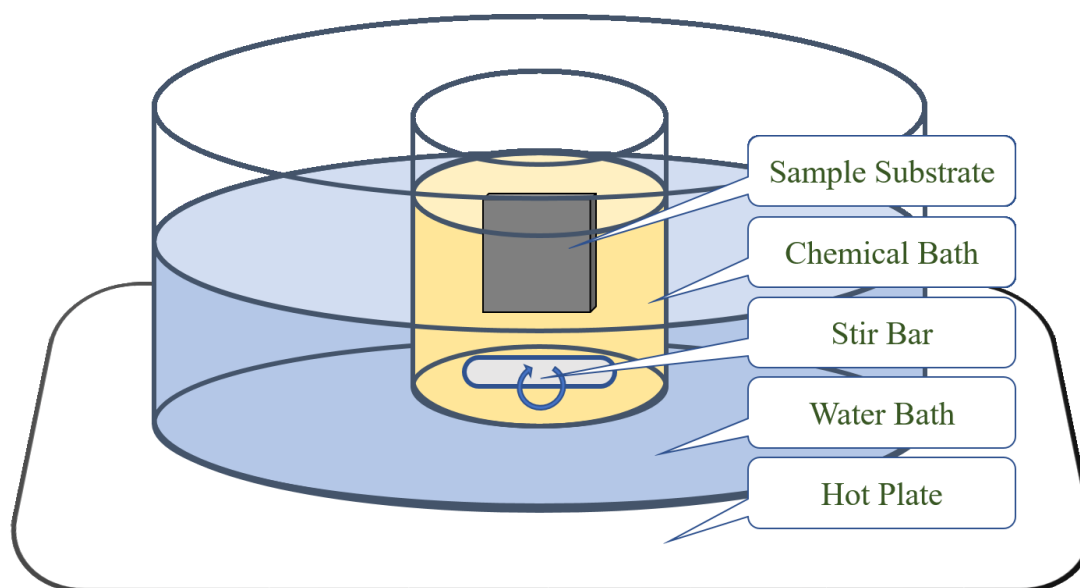 Sample Substrate
Chemical Bath
Stir Bar
Water Bath
Hot Plate